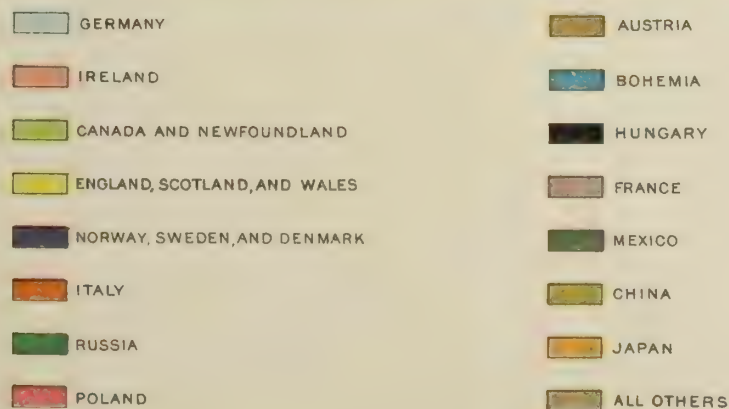 GERMANY
IRELAND
CANADA AND NEWFOUNDLAND
ENGLAND, SCOTLAND, AND WALES
NORWAY, SWEDEN, AND DENMARK
ITALY
RUSSIA
POLAND
AUSTRIA
BOHEMIA
HUNGARY
FRANCE
MEXICO
CHINA
JAPAN
ALL OTHERS